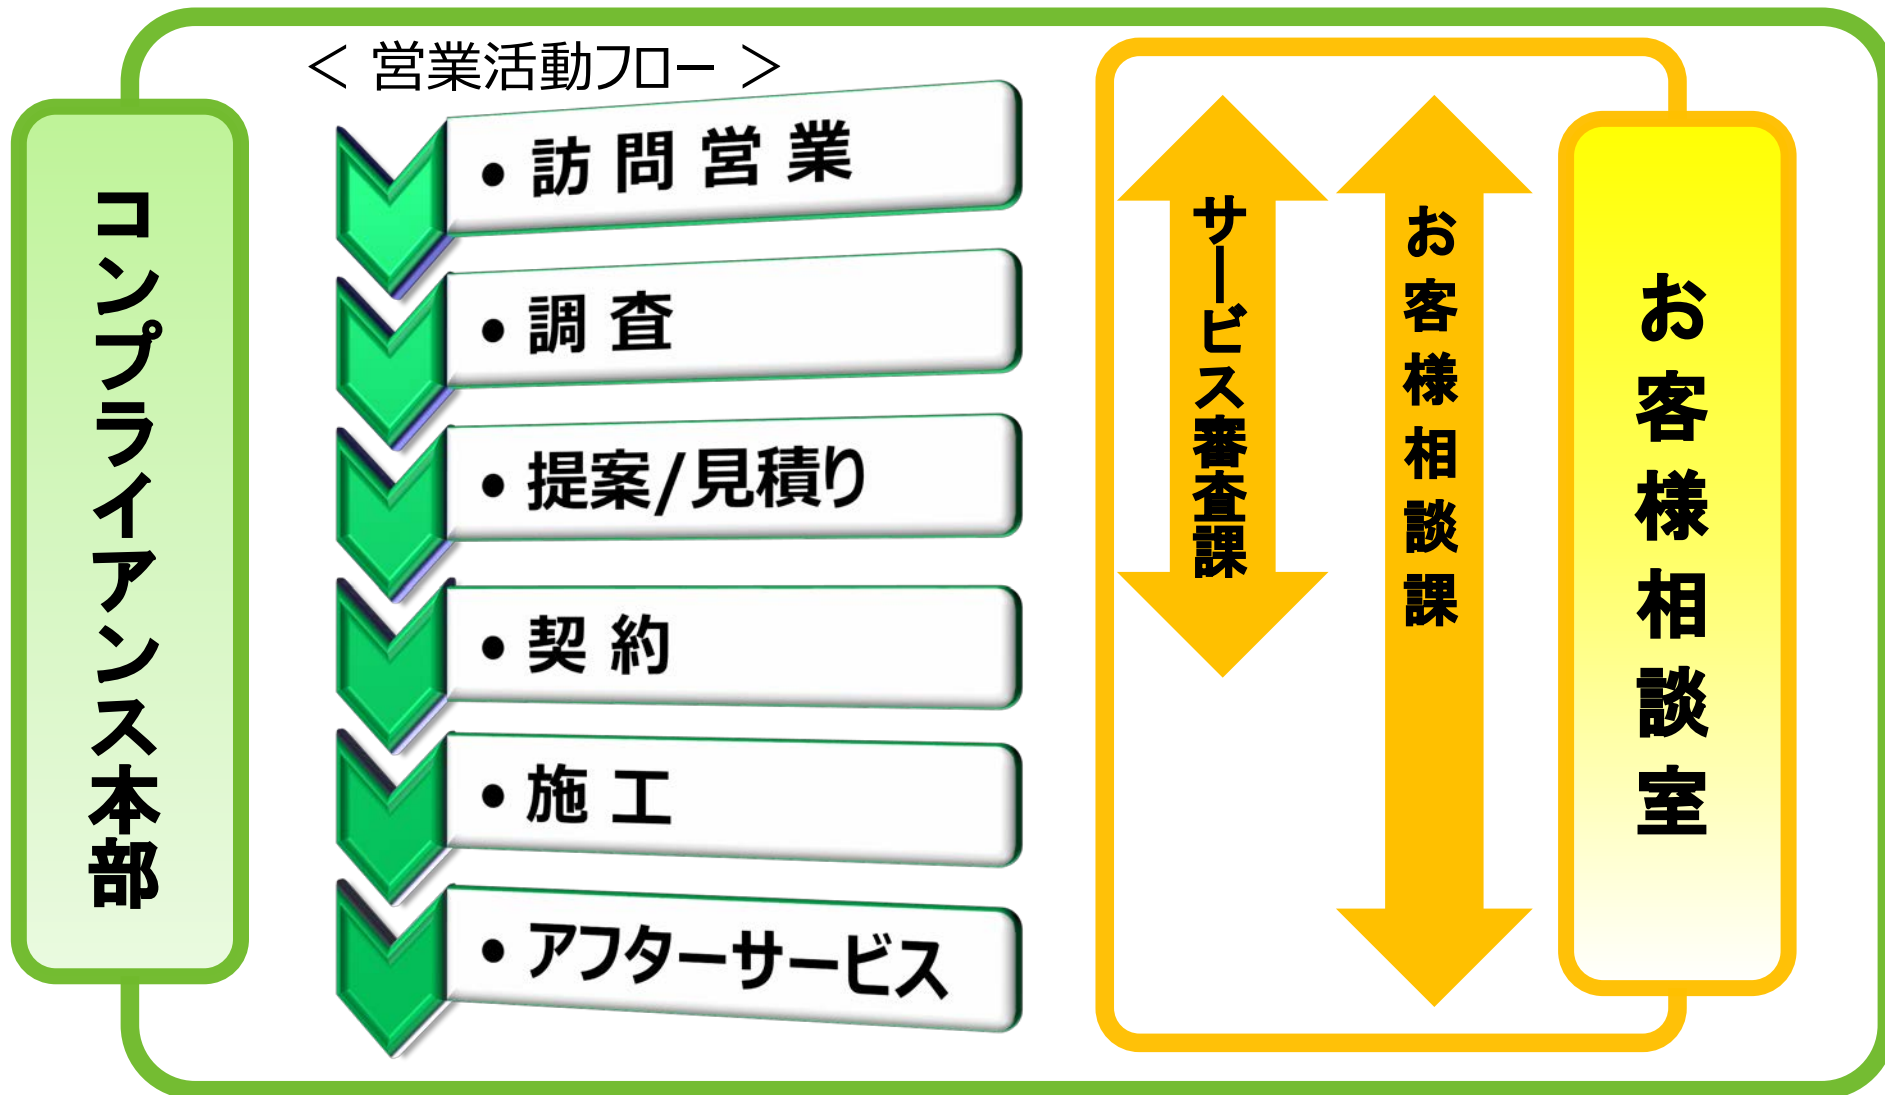 ＜ 営業活動フロー ＞
コンプライアンス本部
• 訪 問 営 業
• 調 査
• 提案/見積り
• 契 約
• 施 工
• アフターサービス
サービス審査課
お客様相談課
お客様相談室